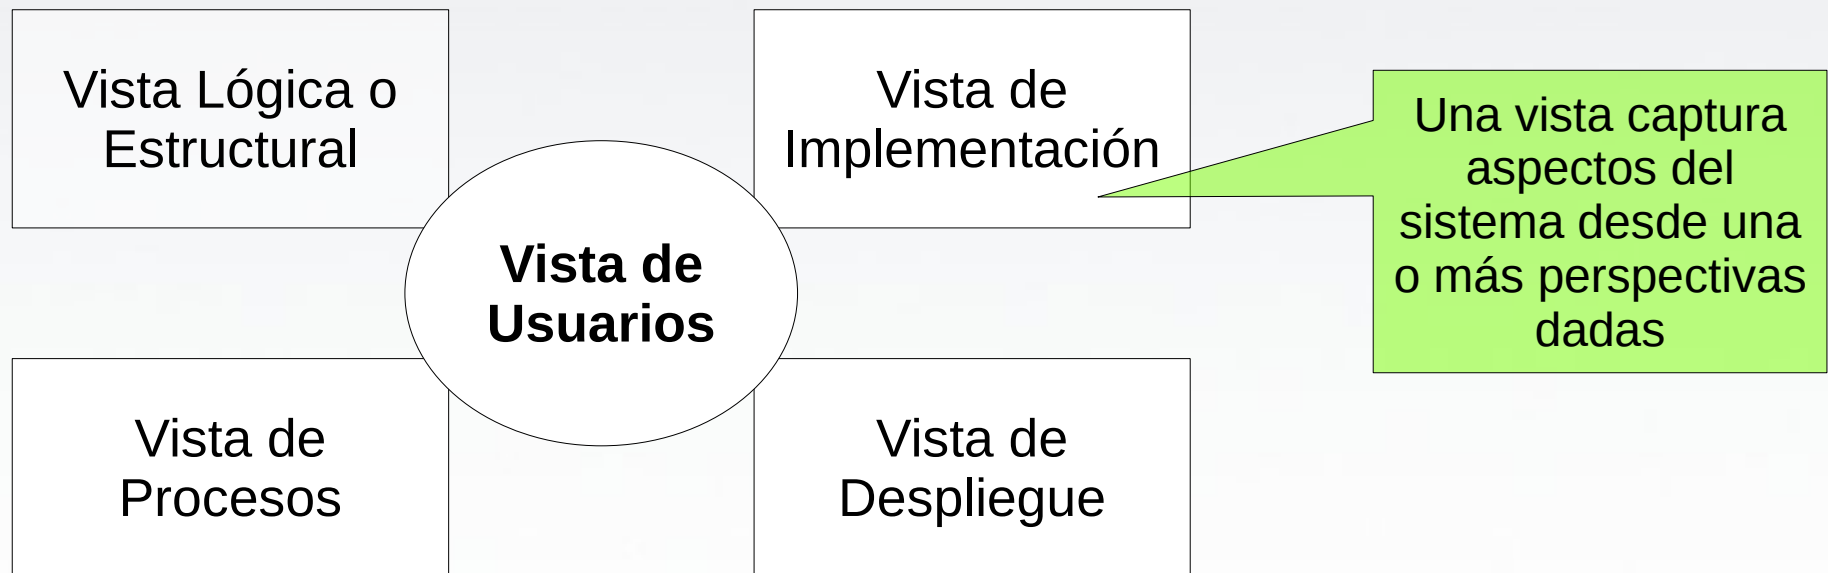 Vista Lógica o
Estructural
Vista de
Implementación
Una vista captura
aspectos del
sistema desde una
o más perspectivas
dadas
Vista de
Usuarios
Vista de
Procesos
Vista de
Despliegue